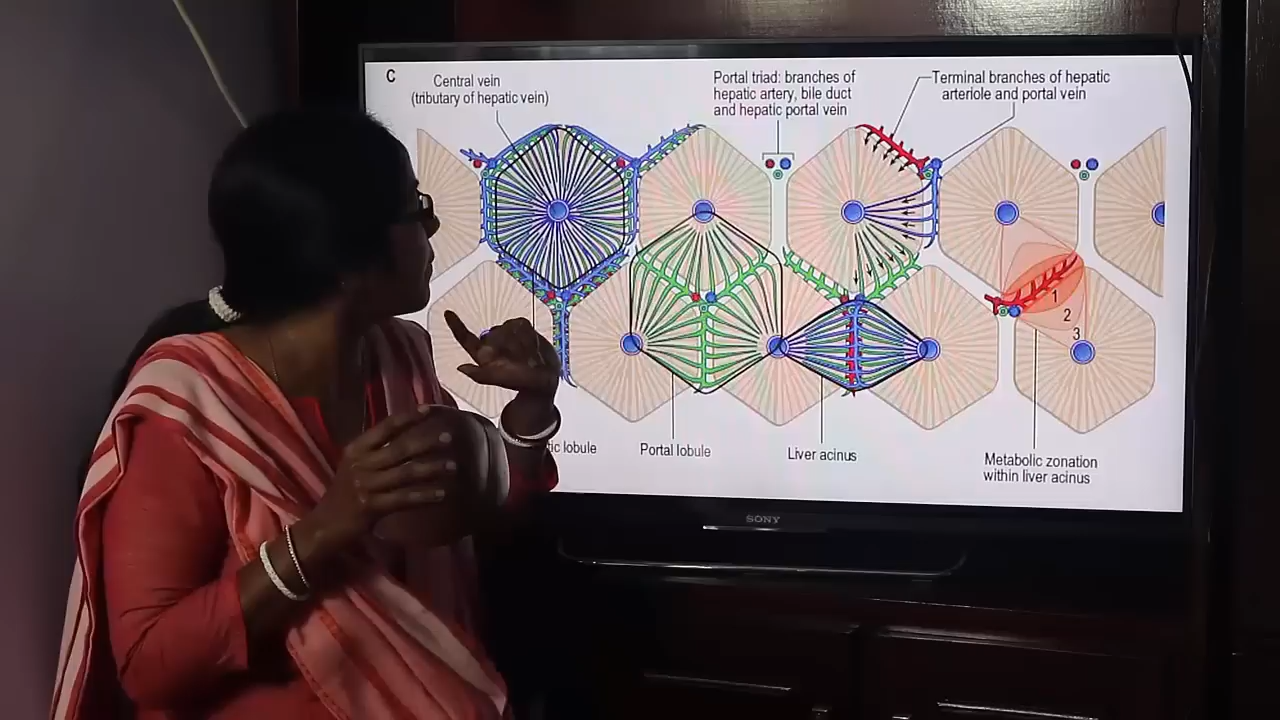 C
Central vein
(tributary of hepatic vein)
Portal triad: branches of
hepatic artery, bile duct
and hepatic portal vein
Terminal branches of hepatic
arteriole and portal vein
1
2
3
lobule
Portal lobule
Liver acinus
Metabolic zonation
within liver acinus
SONY